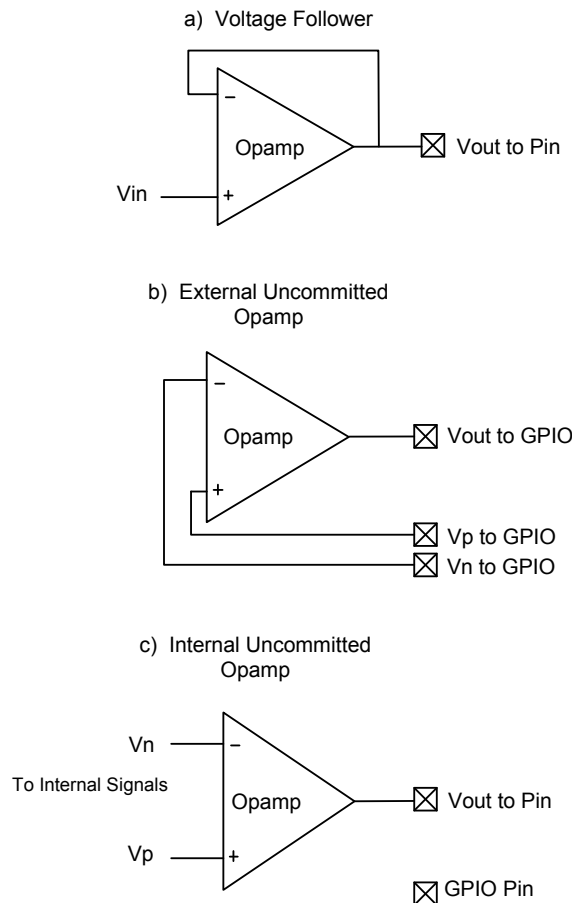 a) Voltage Follower
−
Opamp
Vout to Pin
Vin
+
b) External Uncommitted
Opamp
−
Opamp
Vout to GPIO
+
Vp to GPIO
Vn to GPIO
c) Internal Uncommitted
Opamp
Vn
−
To Internal Signals
Opamp
Vout to Pin
Vp
+
GPIO Pin